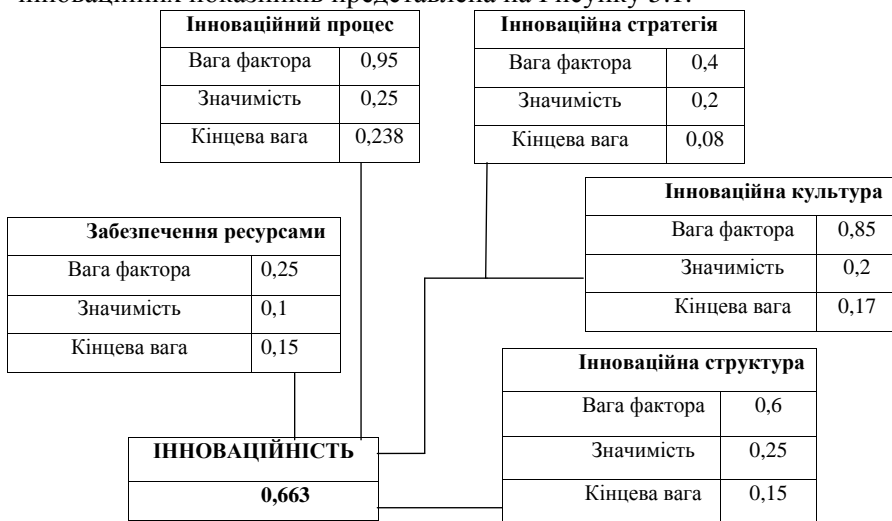 інноваційних показників представлена на Рисунку 3.1.
Інноваційний процес
Вага фактора 0,95
Значимість 0,25
Кінцева вага 0,238
Інноваційна стратегія
Вага фактора 0,4
Значимість 0,2
Кінцева вага 0,08
Інноваційна культура
Вага фактора 0,85
Значимість 0,2
Кінцева вага 0,17
Забезпечення ресурсами
Вага фактора 0,25
Значимість 0,1
Кінцева вага 0,15
Інноваційна структура
Вага фактора 0,6
Значимість 0,25
Кінцева вага 0,15
ІННОВАЦІЙНІСТЬ
0,663